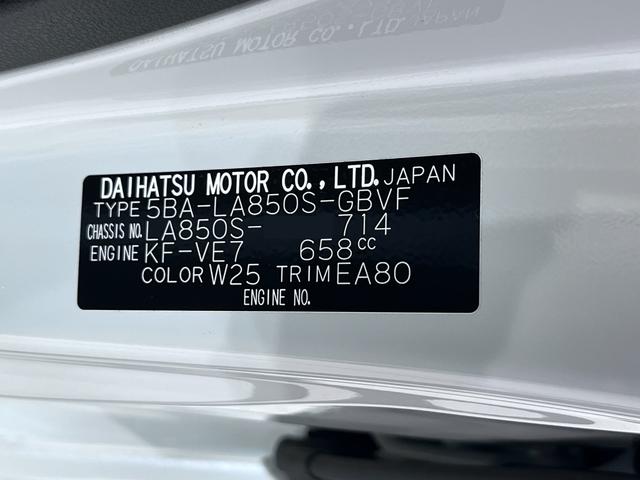 DAIHATSU MOTOR CO., LTD. JAPAN
TYPE 5BA-LA850S-GBVF
CHASSIS NO. LA850S- 714
ENGINE KF-VE7 658CC
COLOR W25 TRIM EA80
ENGINE NO.